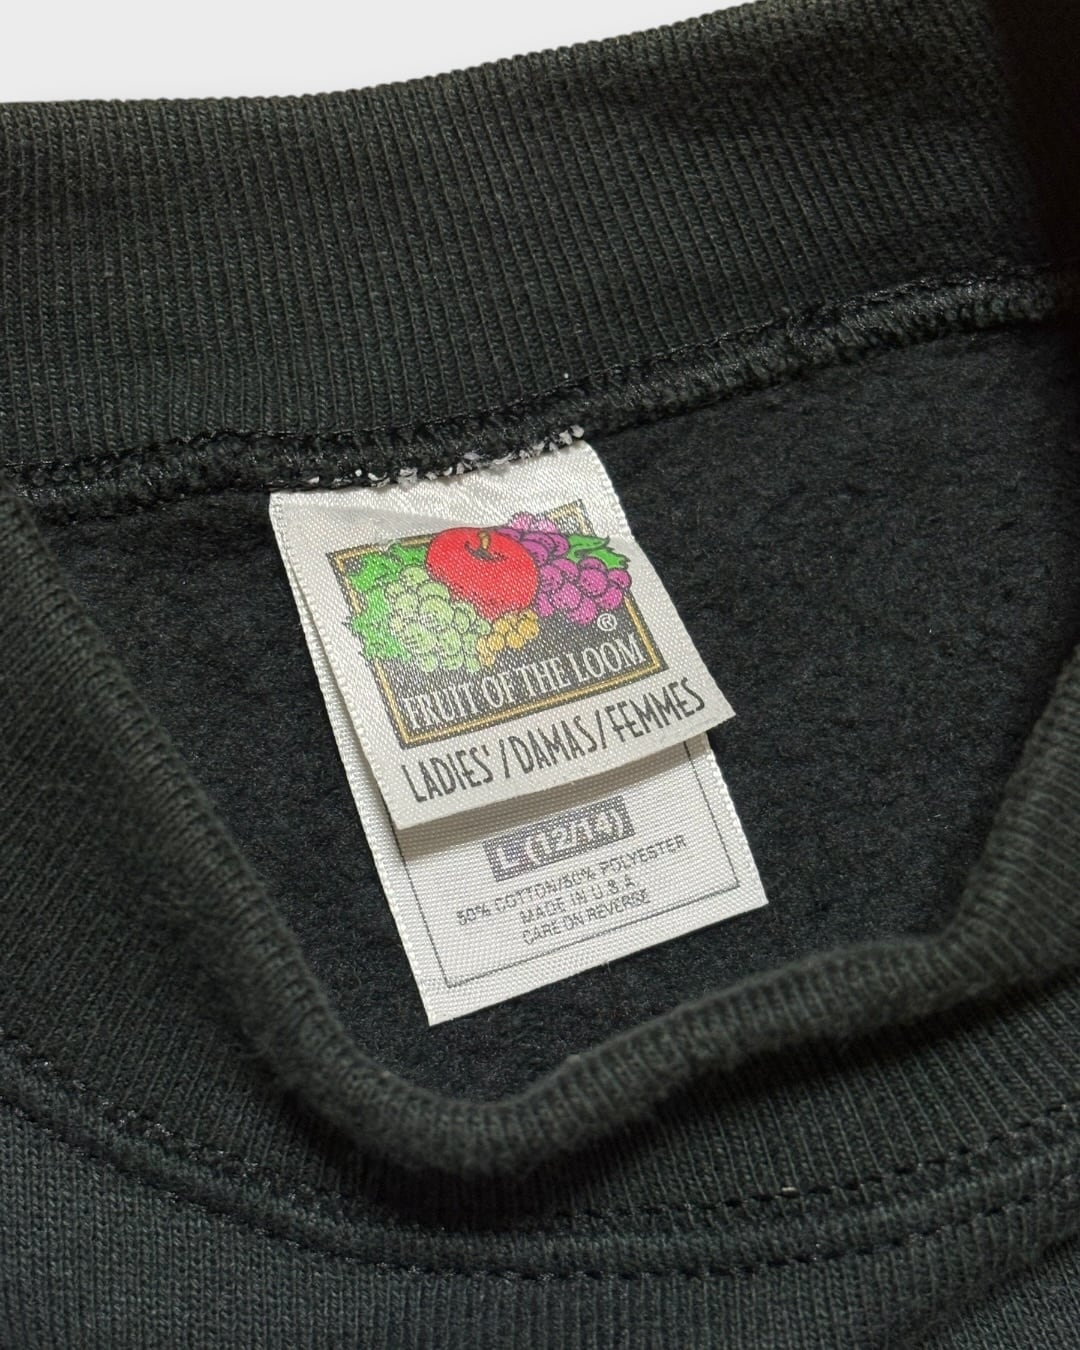 ®
FRUIT OF THE LOOM
LADIES'/DAMAS/FEMMES
L (12/14)
50% COTTON/50% POLYESTER
MADE IN U.S.A
CARE ON REVERSE